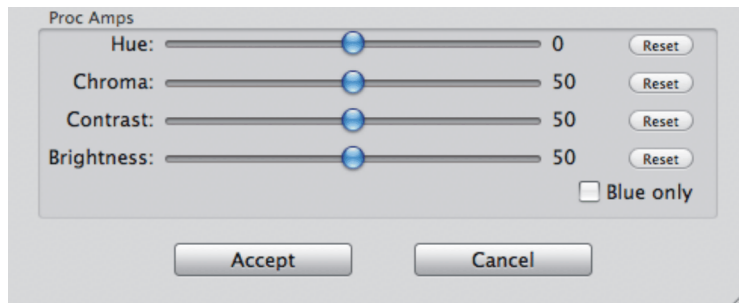 Proc Amps
Hue: 0 Reset
Chroma: 50 Reset
Contrast: 50 Reset
Brightness: 50 Reset
Blue only
Accept Cancel